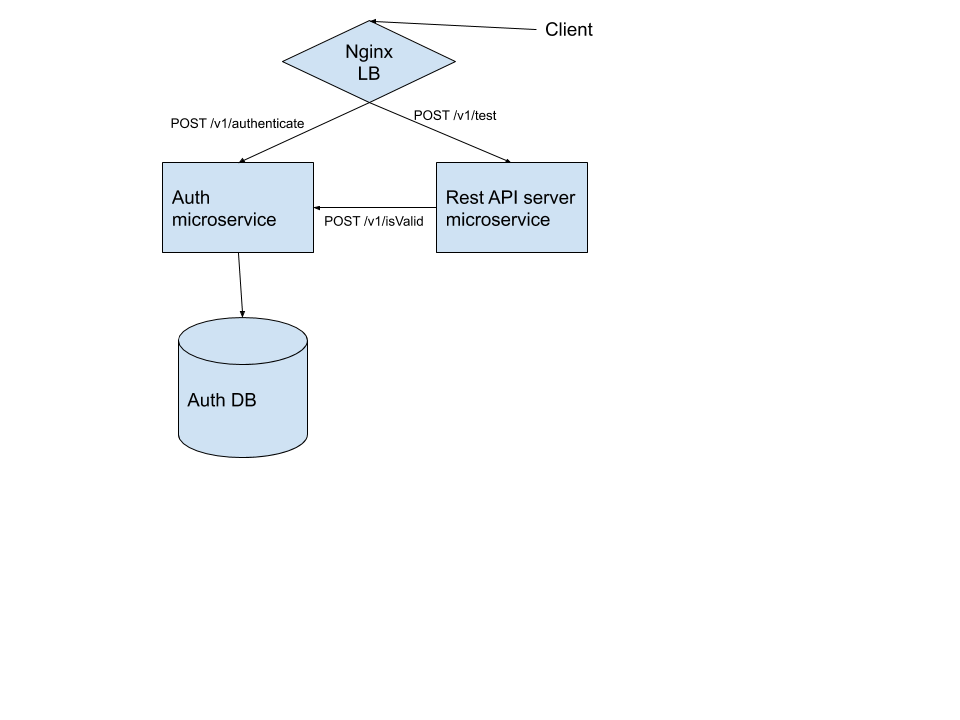 Client
Nginx
LB
POST /v1/authenticate
POST /v1/test
Auth
microservice
Rest API server
microservice
POST /v1/isValid
Auth DB